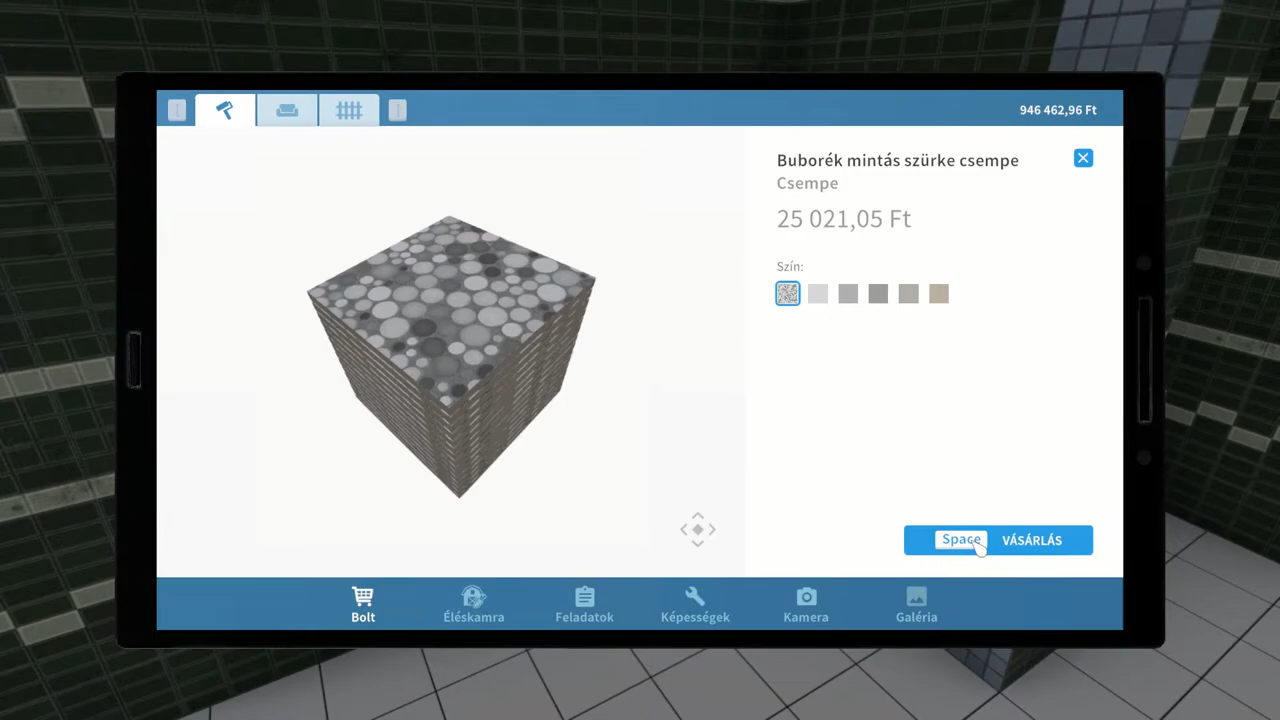 946 462,96 Ft
Buborék mintás szürke csempe
Csempe
25 021,05 Ft
Szín:
Space VÁSÁRLÁS
Bolt Éléskamra Feladatok Képességek Kamera Galéria